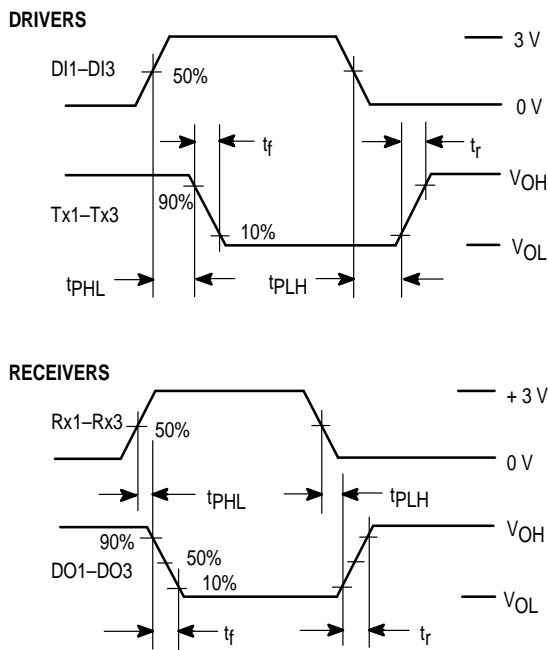 DRIVERS
3 V
DI1–DI3
50%
0 V
tf
tr
VOH
90%
Tx1–Tx3
10%
VOL
tPHL
tPLH
RECEIVERS
+ 3 V
Rx1–Rx3
50%
0 V
tPHL
tPLH
VOH
90%
50%
DO1–DO3
10%
VOL
tf
tr